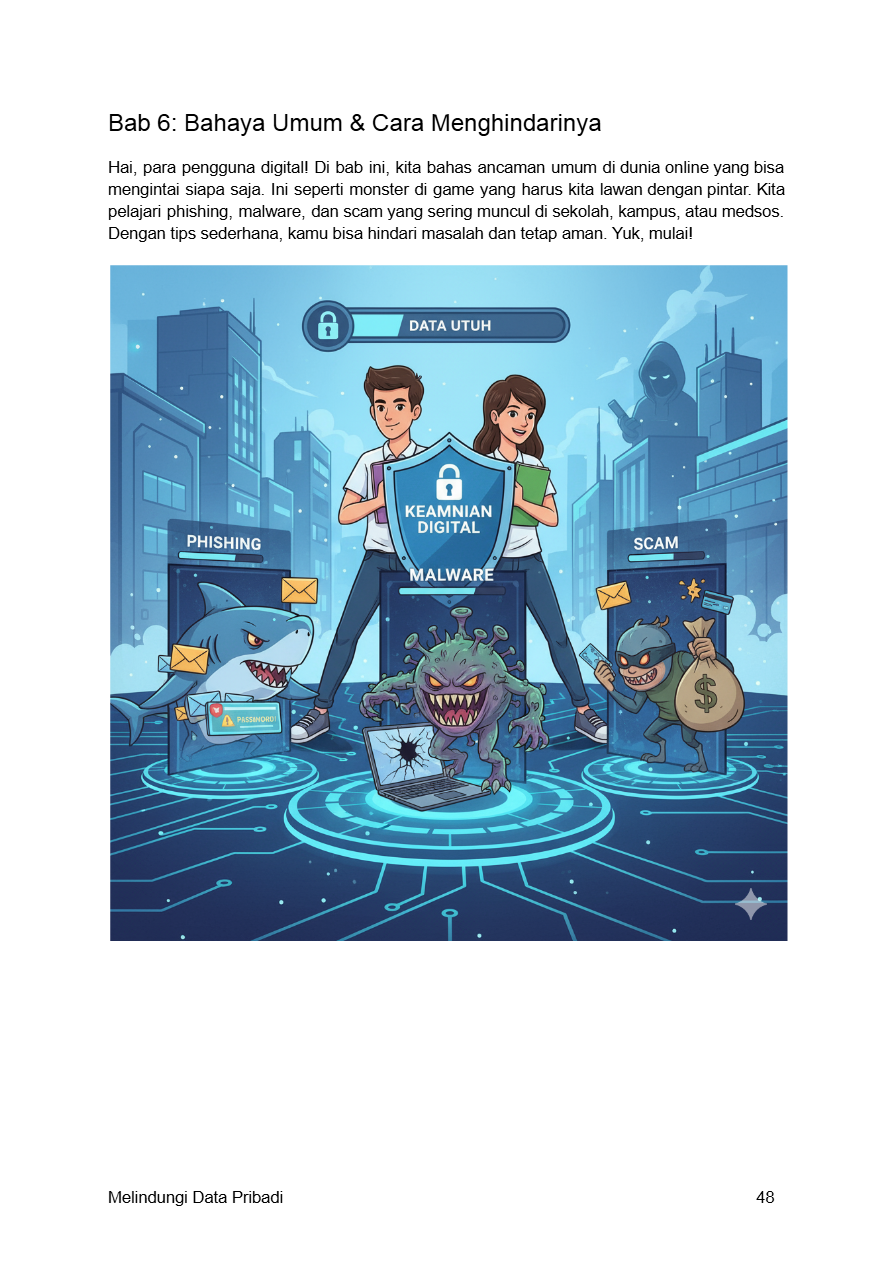 Bab 6: Bahaya Umum & Cara Menghindarinya
Hai, para pengguna digital! Di bab ini, kita bahas ancaman umum di dunia online yang bisa
mengintai siapa saja. Ini seperti monster di game yang harus kita lawan dengan pintar. Kita
pelajari phishing, malware, dan scam yang sering muncul di sekolah, kampus, atau medsos.
Dengan tips sederhana, kamu bisa hindari masalah dan tetap aman. Yuk, mulai!
DATA UTUH
KEAMNIAN
DIGITAL
PHISHING
MALWARE
SCAM
$
Melindungi Data Pribadi 48